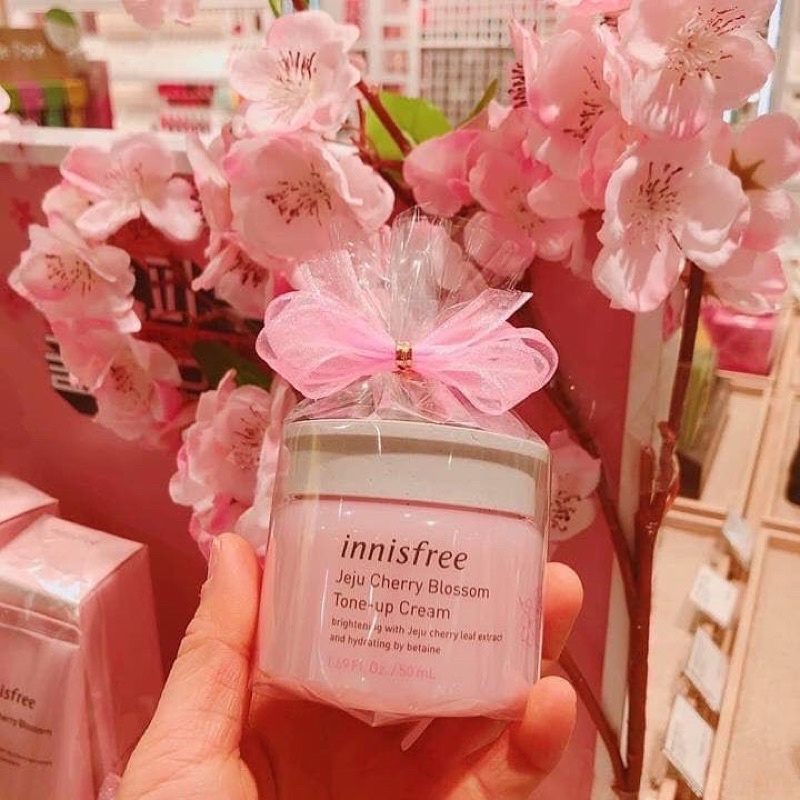 innisfree
Jeju Cherry Blossom
Tone-up Cream
brightening with Jeju cherry leaf extract
and hydrating by betaine
1.69 Fl. Oz. / 50 mL
sfree
Cherry Blossom